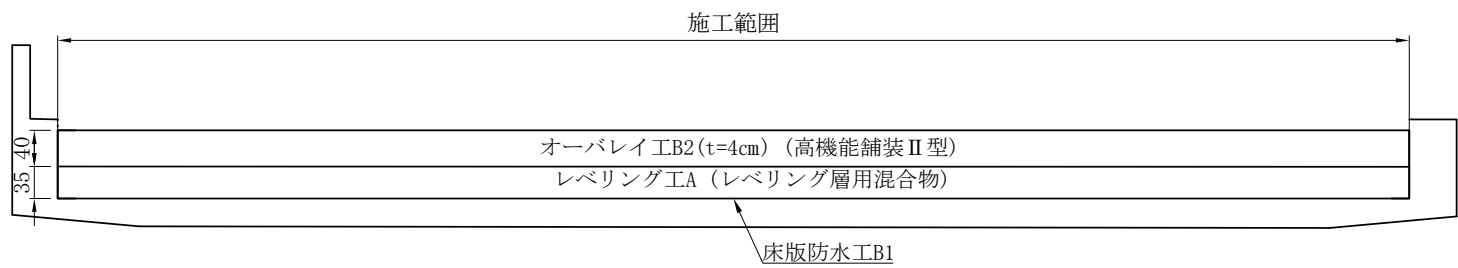 施工範囲
40
オーバレイ工B2(t=4cm) (高機能舗装Ⅱ型)
35
レベリング工A (レベリング層用混合物)
床版防水工B1